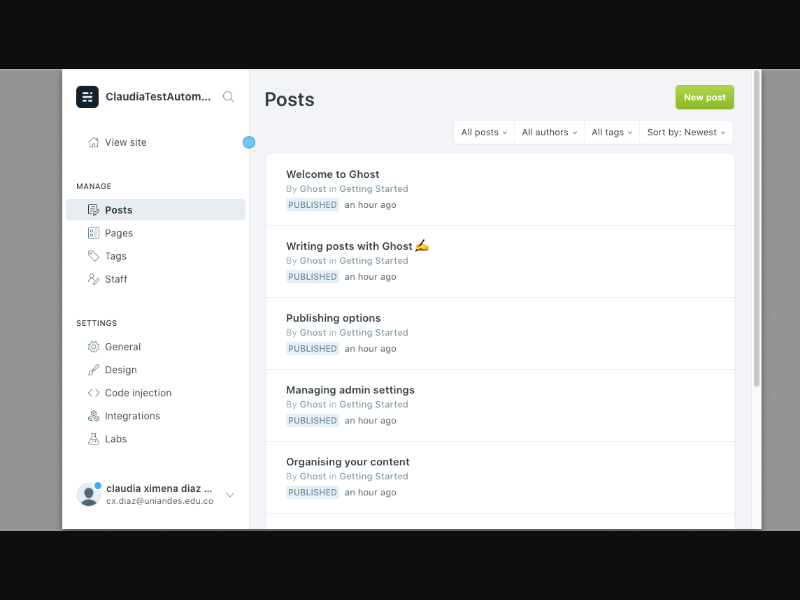 ClaudiaTestAutom...
View site
MANAGE
Posts
Pages
Tags
Staff
SETTINGS
General
Design
Code injection
Integrations
Labs
claudia ximena diaz ...
cx.diaz@uniandes.edu.co
Posts
New post
All posts
All authors
All tags
Sort by: Newest
Welcome to Ghost
By Ghost in Getting Started
PUBLISHED an hour ago
Writing posts with Ghost ✍️
By Ghost in Getting Started
PUBLISHED an hour ago
Publishing options
By Ghost in Getting Started
PUBLISHED an hour ago
Managing admin settings
By Ghost in Getting Started
PUBLISHED an hour ago
Organising your content
By Ghost in Getting Started
PUBLISHED an hour ago